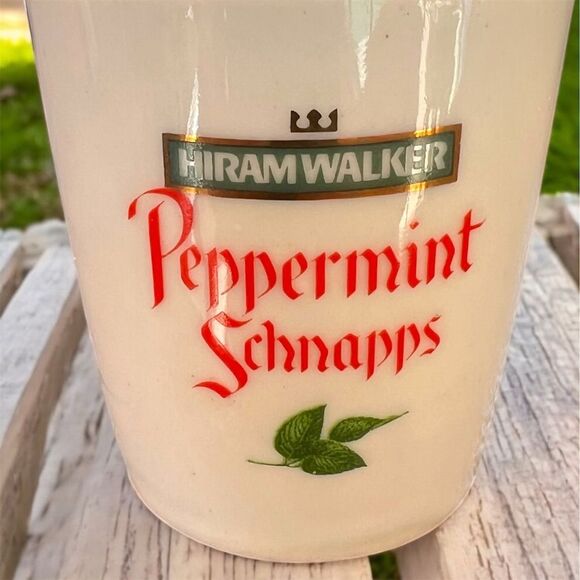 HIRAM WALKER
Peppermint
Schnapps